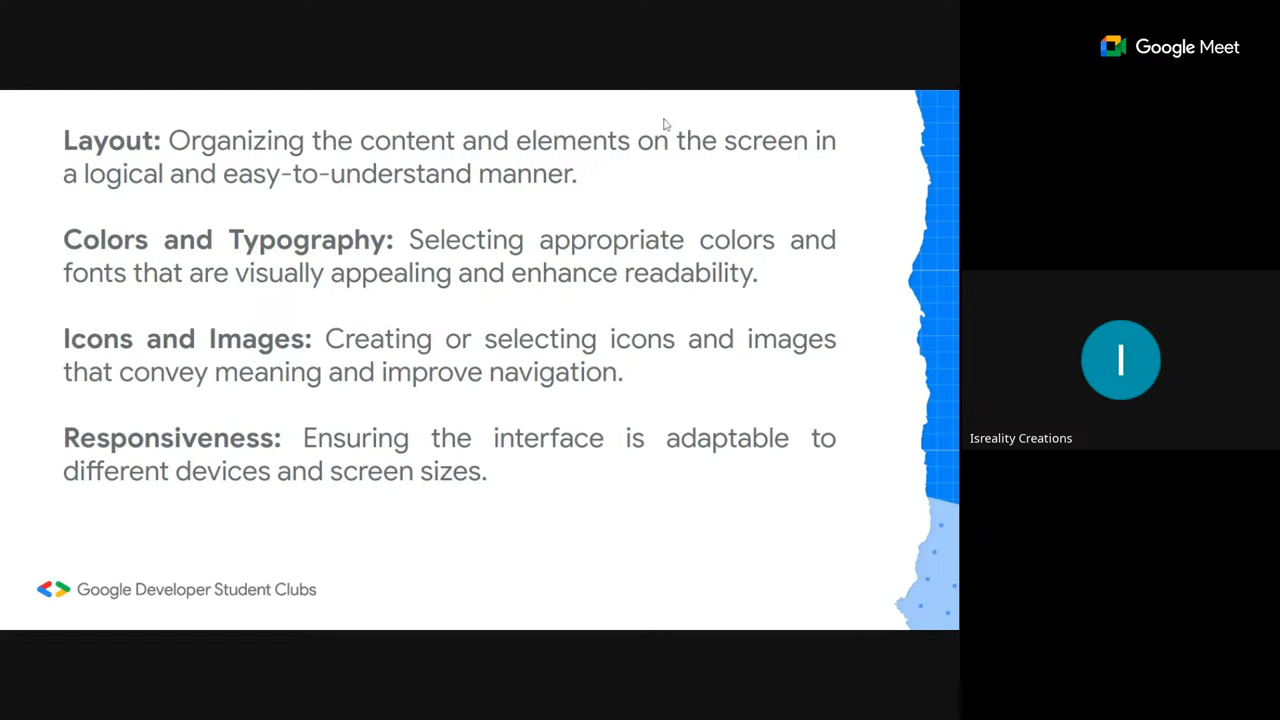 Google Meet
Layout: Organizing the content and elements on the screen in
a logical and easy-to-understand manner.
Colors and Typography: Selecting appropriate colors and
fonts that are visually appealing and enhance readability.
Icons and Images: Creating or selecting icons and images
that convey meaning and improve navigation.
Responsiveness: Ensuring the interface is adaptable to
different devices and screen sizes.
Google Developer Student Clubs
I
Isreality Creations